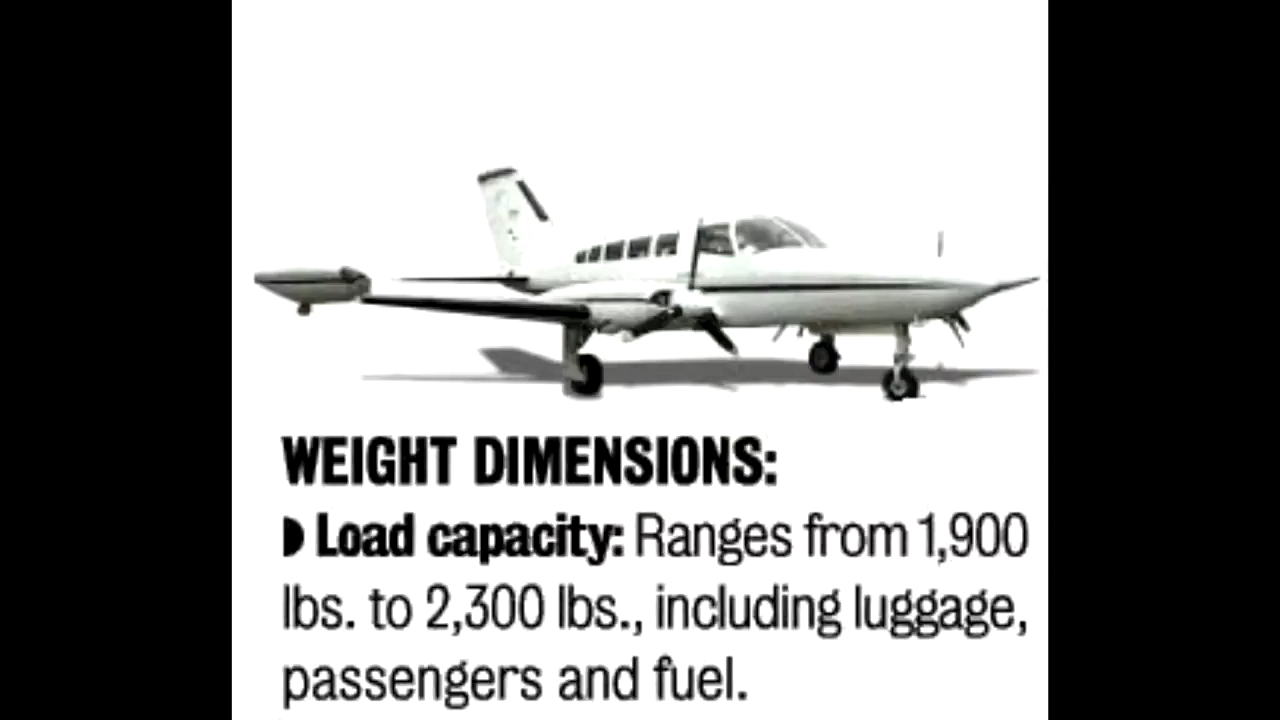 WEIGHT DIMENSIONS:
◗ Load capacity: Ranges from 1,900
lbs. to 2,300 lbs., including luggage,
passengers and fuel.